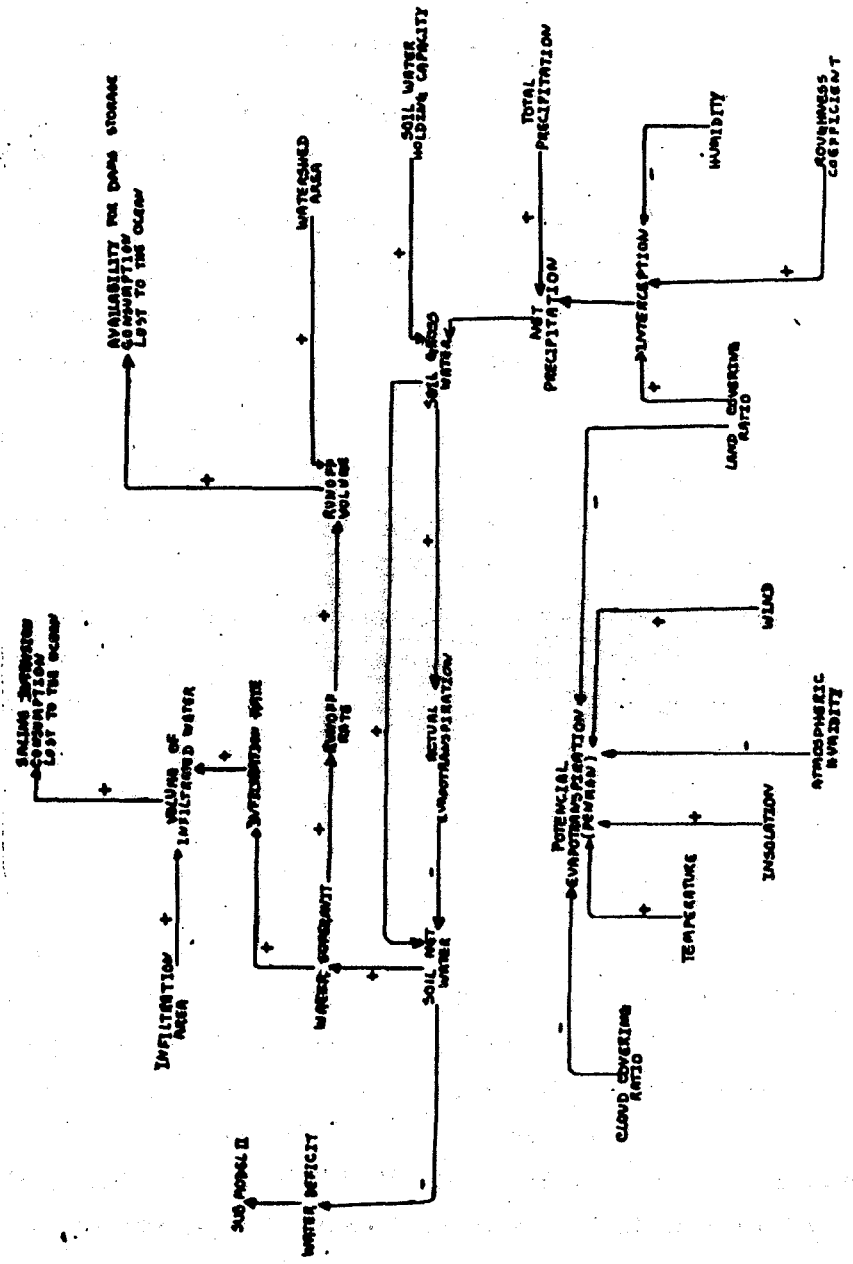 SALINE INTRUSION
CONSUMPTION
LOST TO THE OCEAN
AVAILABILITY FOR DAMS STORAGE
CONSUMPTION
LOST TO THE OCEAN
INFILTRATION
AREA
+
VOLUME OF
INFILTRATED WATER
+
+
INFILTRATION RATE
+
+
WATERSHED
AREA
+
SUB MODEL II
WATER DEFICIT
-
WATER
+
+
RUNOFF
RATE
+
RUNOFF
VOLUME
SOIL NET
WATER
-
ACTUAL
EVAPOTRANSPIRATION
+
+
SOIL GROSS
WATER
+
SOIL WATER
HOLDING CAPACITY
NET
PRECIPITATION
+
TOTAL
PRECIPITATION
CLOUD COVERING
RATIO
-
POTENCIAL
EVAPOTRANSPIRATION
(PENMAN)
TEMPERATURE
+
INSOLATION
+
ATMOSPHERIC
HUMIDITY
-
WIND
+
-
LAND COVERING
RATIO
+
INTERCEPTION
-
HUMIDITY
+
ROUGHNESS
COEFFICIENT